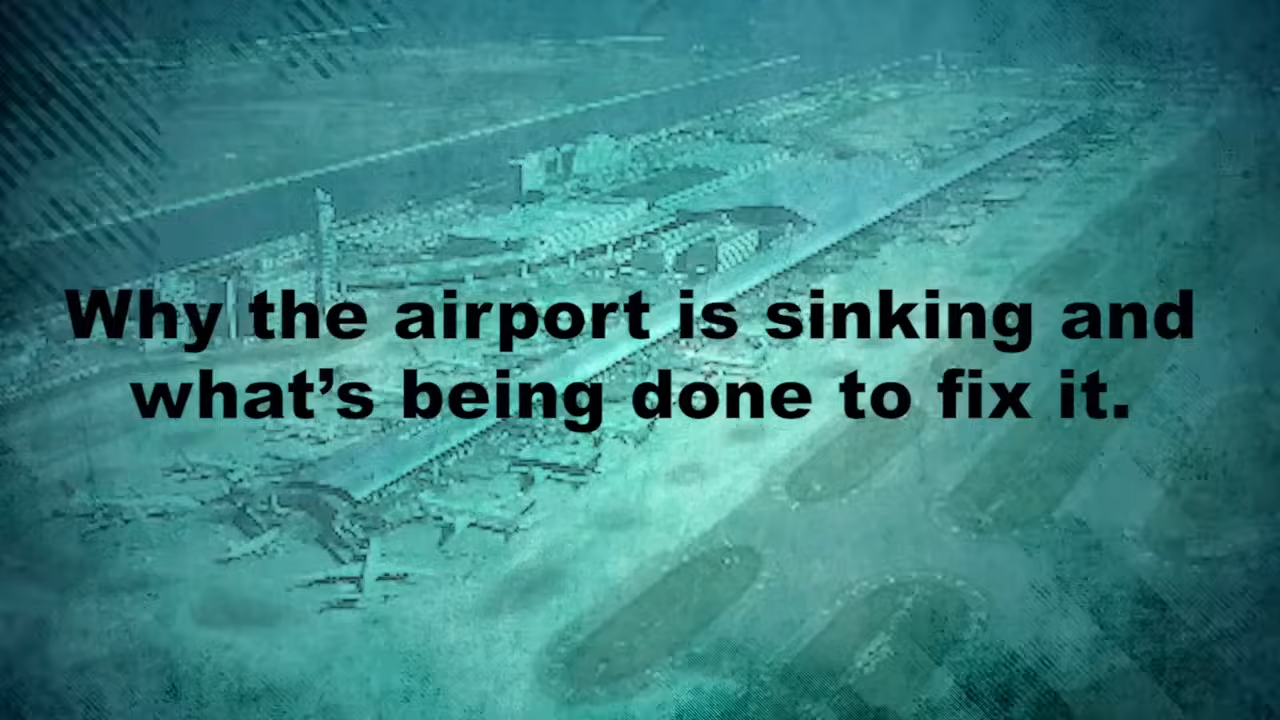 Why the airport is sinking and
what’s being done to fix it.